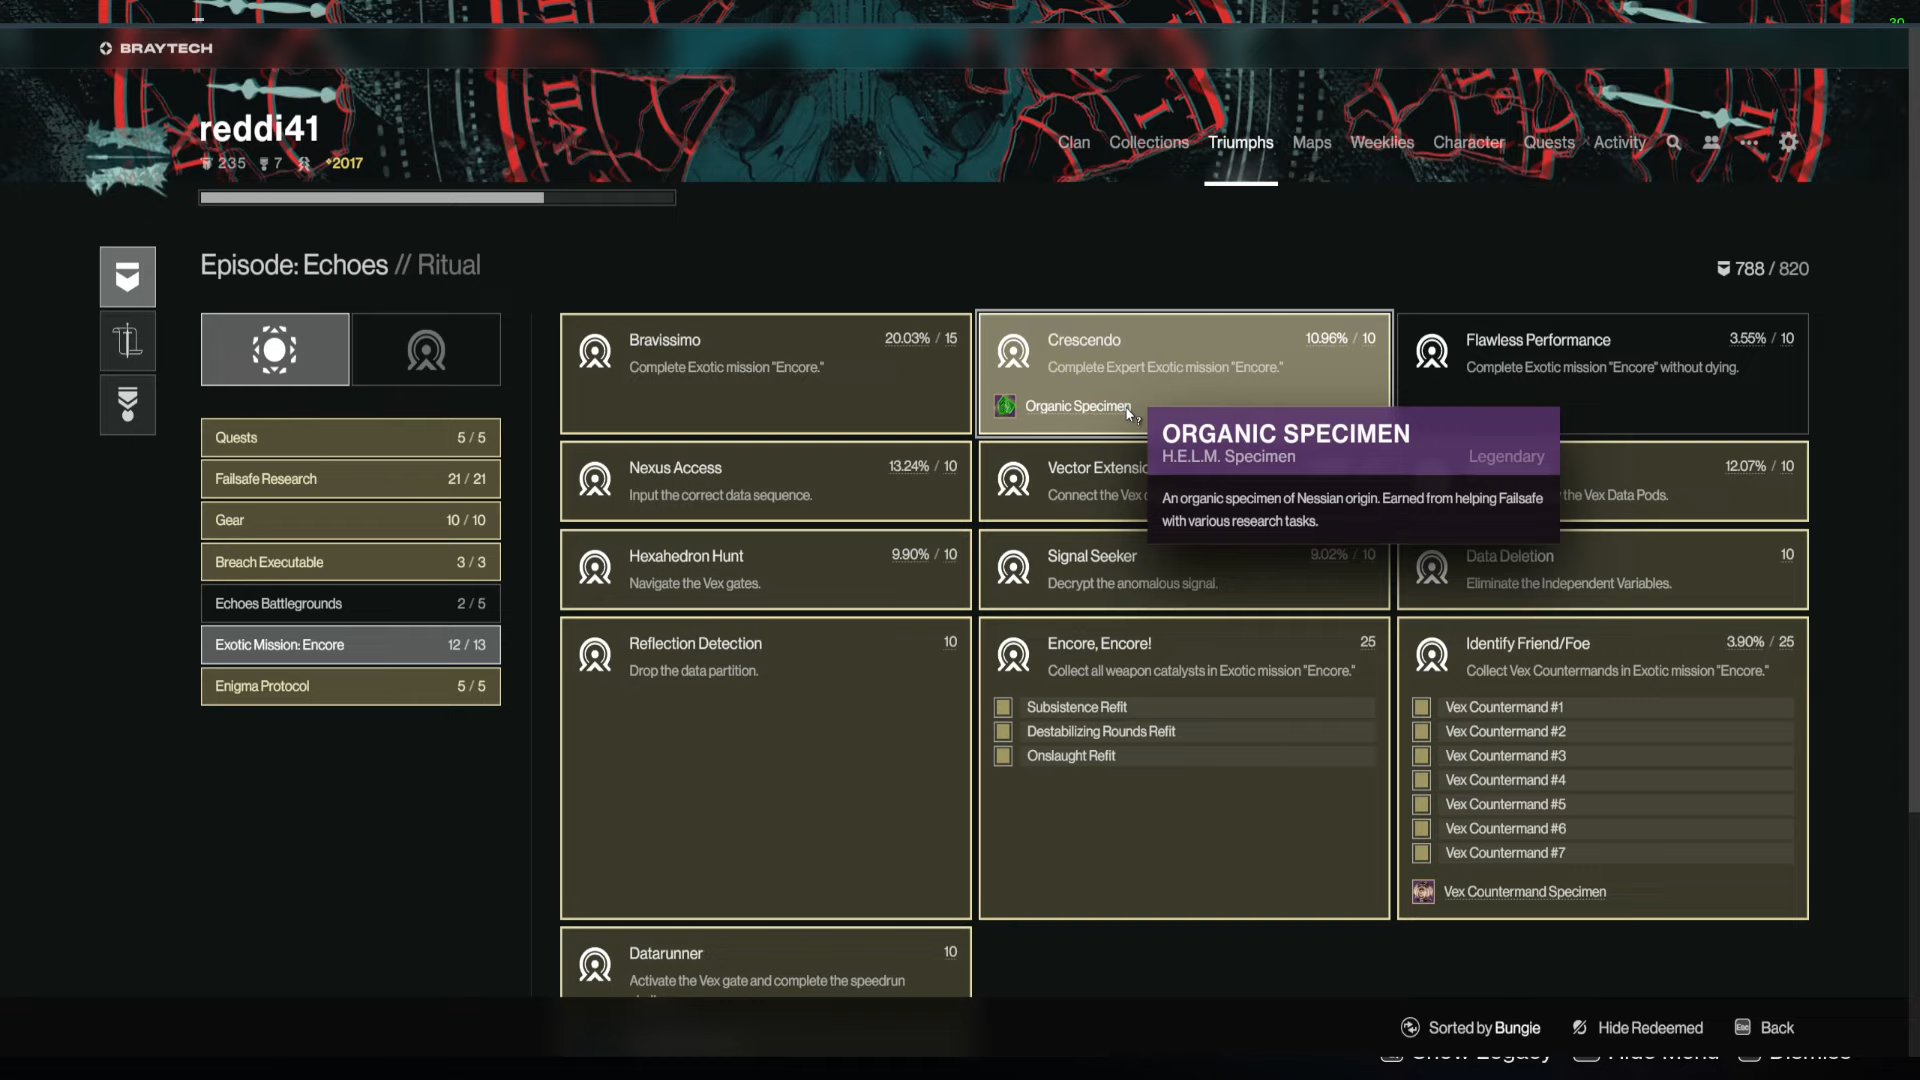 30
BRAYTECH
reddi41
235 7 +2017
Clan Collections Triumphs Maps Weeklies Character Quests Activity
Episode: Echoes // Ritual
788 / 820
Quests 5 / 5
Failsafe Research 21 / 21
Gear 10 / 10
Breach Executable 3 / 3
Echoes Battlegrounds 2 / 5
Exotic Mission: Encore 12 / 13
Enigma Protocol 5 / 5
Bravissimo 20.03% / 15
Complete Exotic mission "Encore."
Crescendo 10.96% / 10
Complete Expert Exotic mission "Encore."
Organic Specimen
Flawless Performance 3.55% / 10
Complete Exotic mission "Encore" without dying.
ORGANIC SPECIMEN
H.E.L.M. Specimen Legendary
An organic specimen of Nessian origin. Earned from helping Failsafe
with various research tasks.
Nexus Access 13.24% / 10
Input the correct data sequence.
Vector Extensio
Connect the Vex
12.07% / 10
the Vex Data Pods.
Hexahedron Hunt 9.90% / 10
Navigate the Vex gates.
Signal Seeker 9.02% / 10
Decrypt the anomalous signal.
Data Deletion 10
Eliminate the Independent Variables.
Reflection Detection 10
Drop the data partition.
Encore, Encore! 25
Collect all weapon catalysts in Exotic mission "Encore."
Subsistence Refit
Destabilizing Rounds Refit
Onslaught Refit
Identify Friend/Foe 3.90% / 25
Collect Vex Countermands in Exotic mission "Encore."
Vex Countermand #1
Vex Countermand #2
Vex Countermand #3
Vex Countermand #4
Vex Countermand #5
Vex Countermand #6
Vex Countermand #7
Vex Countermand Specimen
Datarunner 10
Activate the Vex gate and complete the speedrun
Sorted by Bungie Hide Redeemed Esc Back
Show Legacy Hide Menu Dismiss